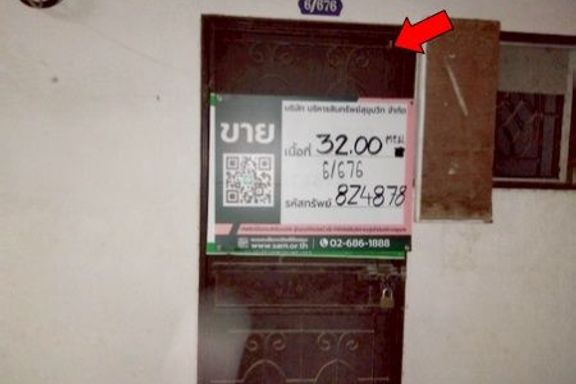 6/676
บริษัท บริหารสินทรัพย์สุขุมวิท จำกัด
ขาย
เนื้อที่ 32.00 ตร.ม.
6/676
รหัสทรัพย์ 8Z4878
www.sam.or.th
02-686-1888